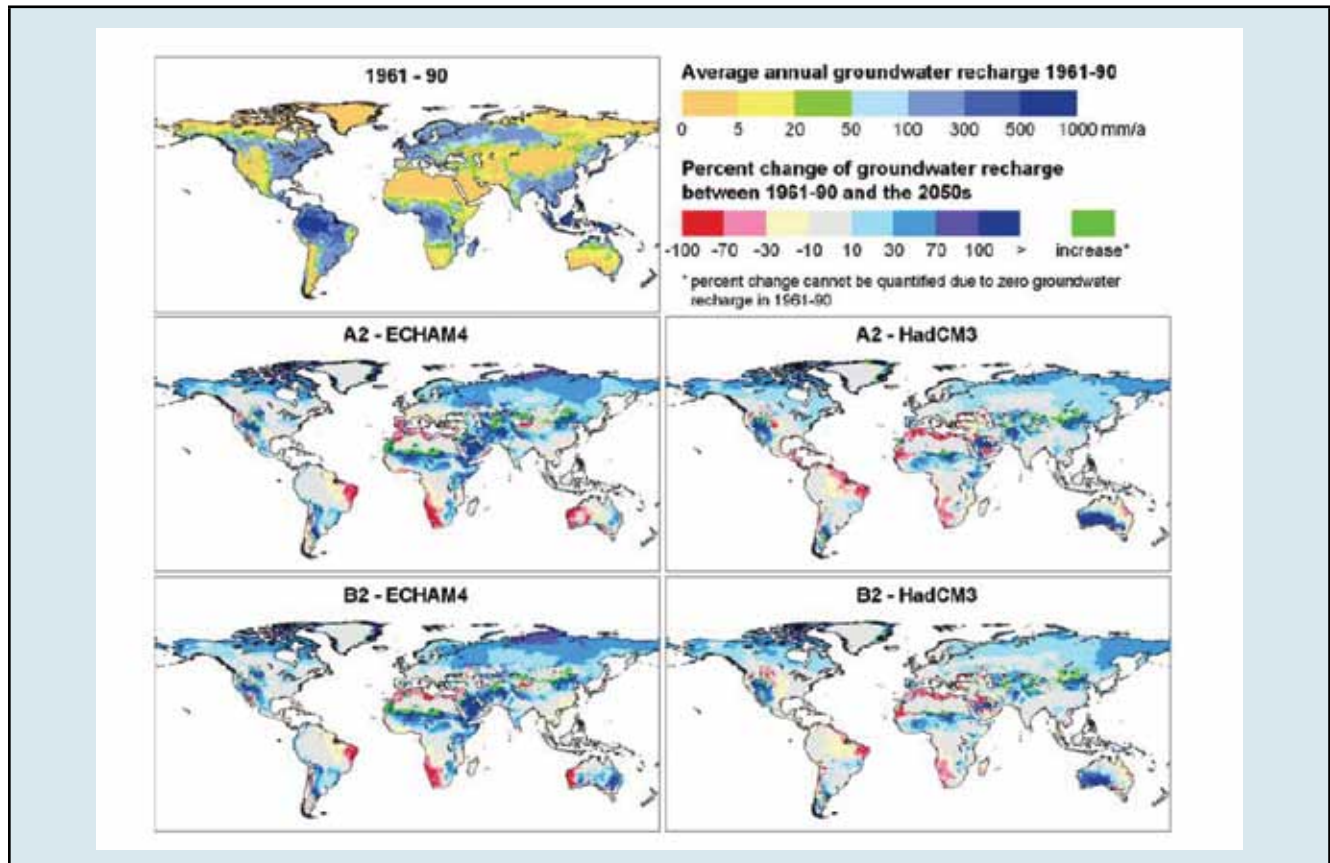 1961 - 90
Average annual groundwater recharge 1961-90
0 5 20 50 100 300 500 1000 mm/a
Percent change of groundwater recharge
between 1961-90 and the 2050s
-100 -70 -30 -10 10 30 70 100 > increase*
* percent change cannot be quantified due to zero groundwater
recharge in 1961-90
A2 - ECHAM4
A2 - HadCM3
B2 - ECHAM4
B2 - HadCM3